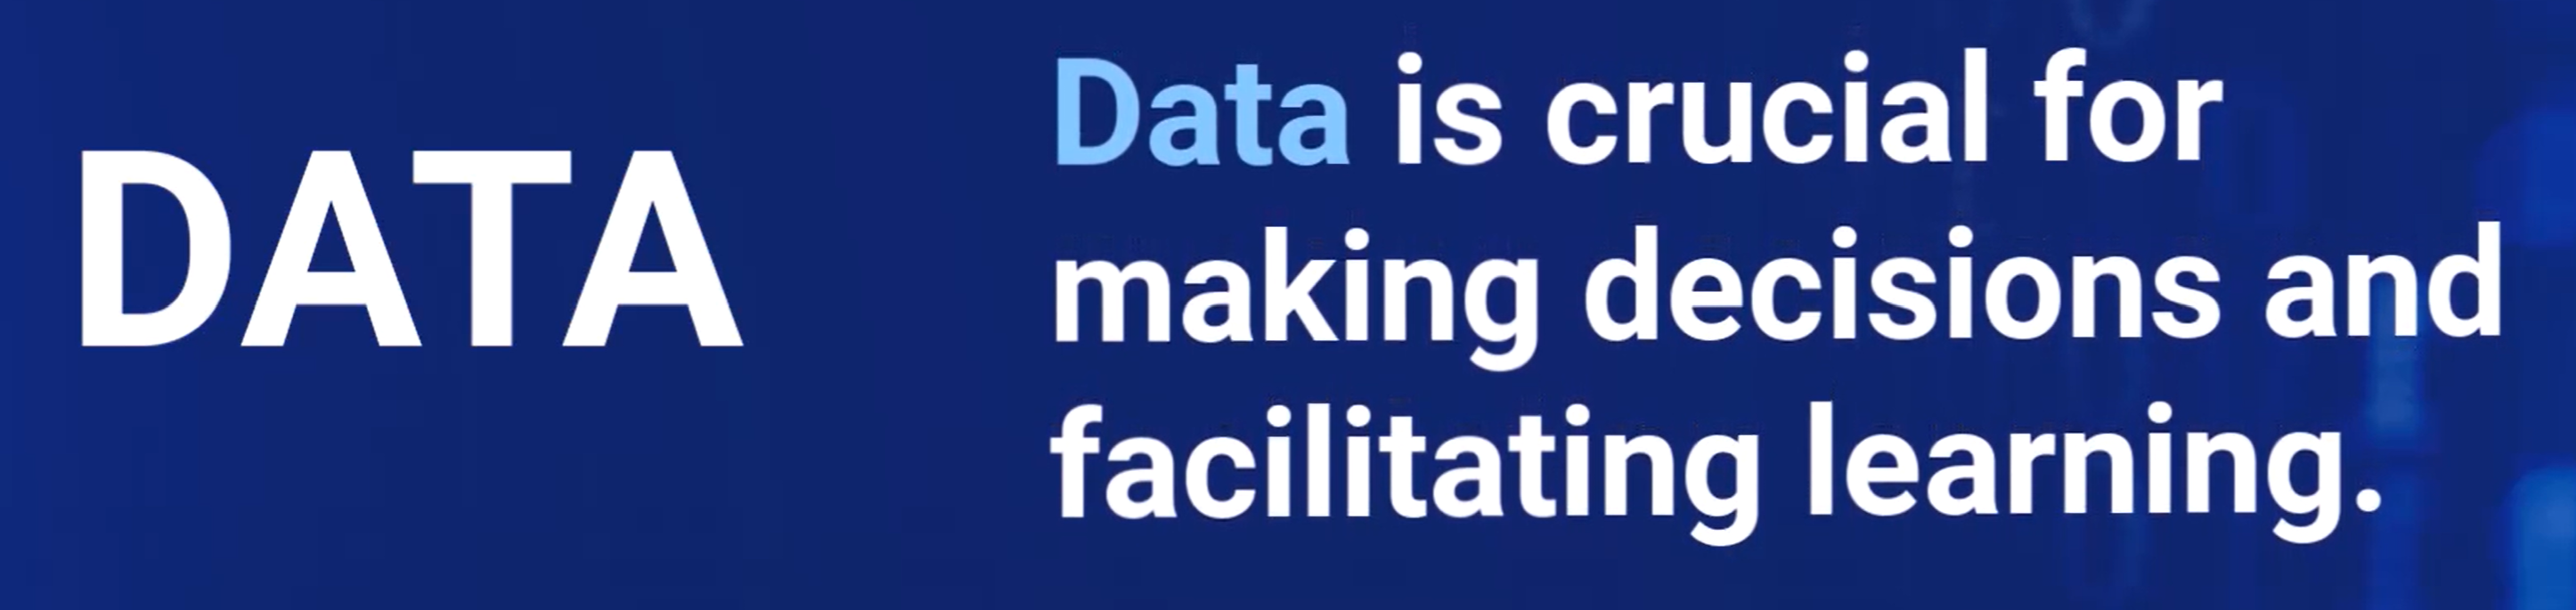 DATA
Data is crucial for
making decisions and
facilitating learning.